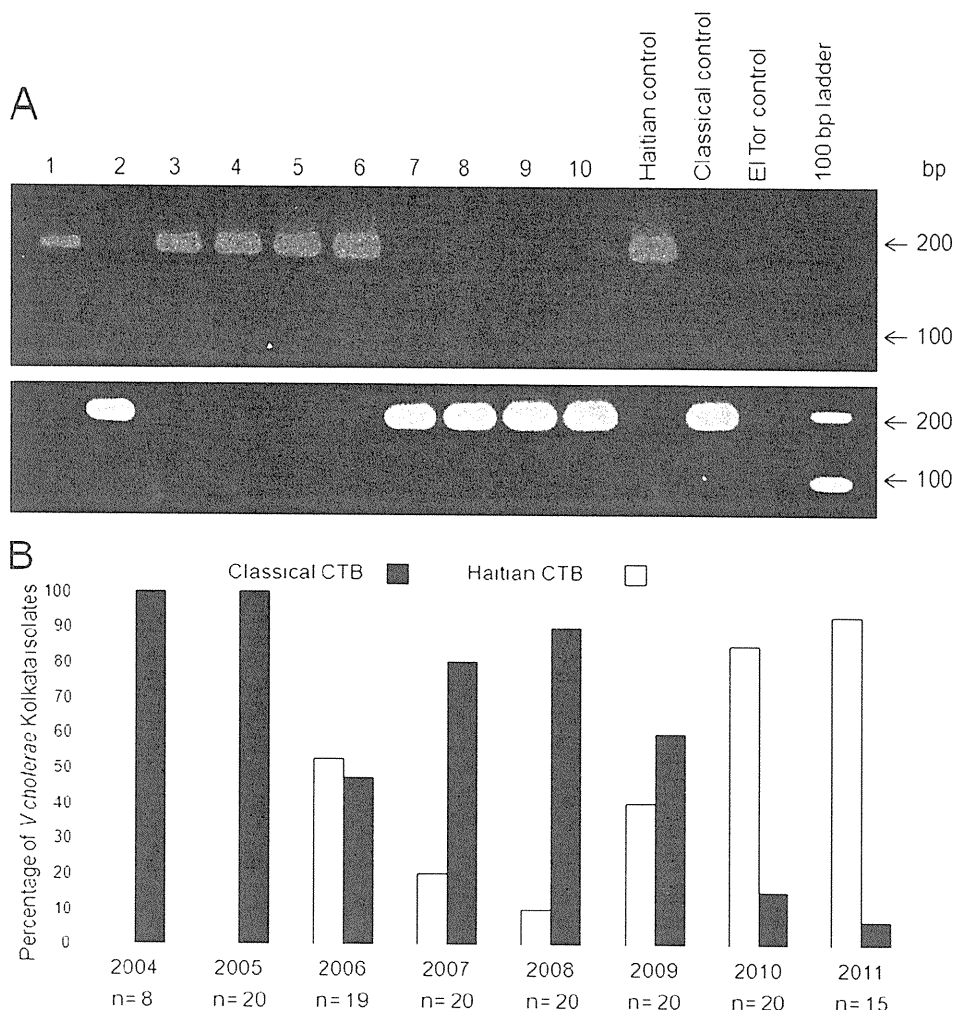 A
1 2 3 4 5 6 7 8 9 10 Haitian control Classical control El Tor control 100 bp ladder bp
← 200
← 100
← 200
← 100
B
Classical CTB Haitian CTB
Percentage of V cholerae Kolkata isolates
100
90
80
70
60
50
40
30
20
10
0
2004 2005 2006 2007 2008 2009 2010 2011
n=8 n=20 n=19 n=20 n=20 n=20 n=20 n=15